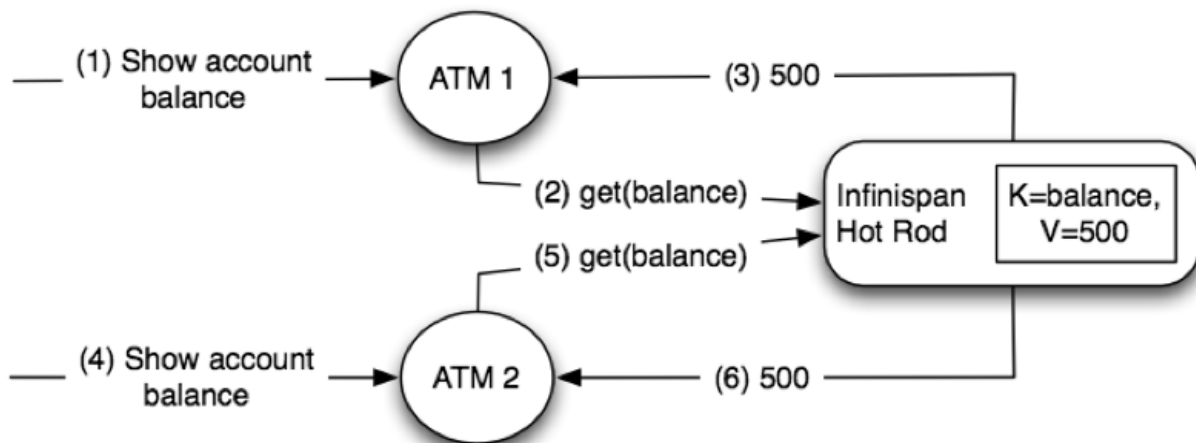 (1) Show account
balance
ATM 1
(3) 500
(2) get(balance)
Infinispan
Hot Rod
K=balance,
V=500
(5) get(balance)
(4) Show account
balance
ATM 2
(6) 500